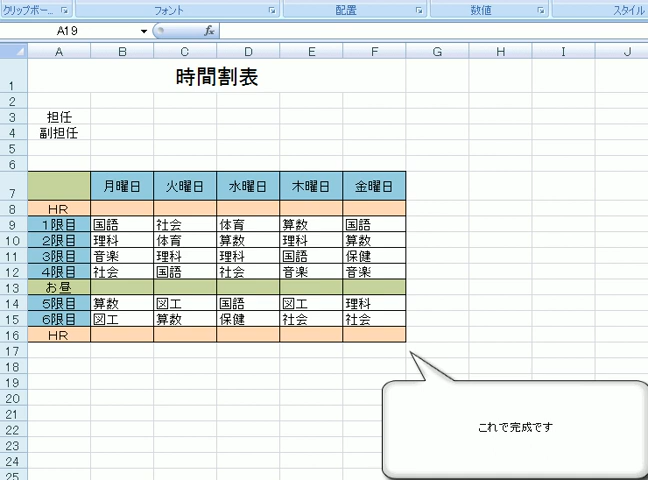 クリップボー... フォント 配置 数値 スタイル
A19 fx
A B C D E F G H I J
1 時間割表
2
3 担任
4 副担任
5
6
7 月曜日 火曜日 水曜日 木曜日 金曜日
8 HR
9 1限目 国語 社会 体育 算数 国語
10 2限目 理科 体育 算数 理科 算数
11 3限目 音楽 理科 理科 国語 保健
12 4限目 社会 国語 社会 音楽 音楽
13 お昼
14 5限目 算数 図工 国語 図工 理科
15 6限目 図工 算数 保健 社会 社会
16 HR
17
18
19
20
21
22 これで完成です
23
24
25